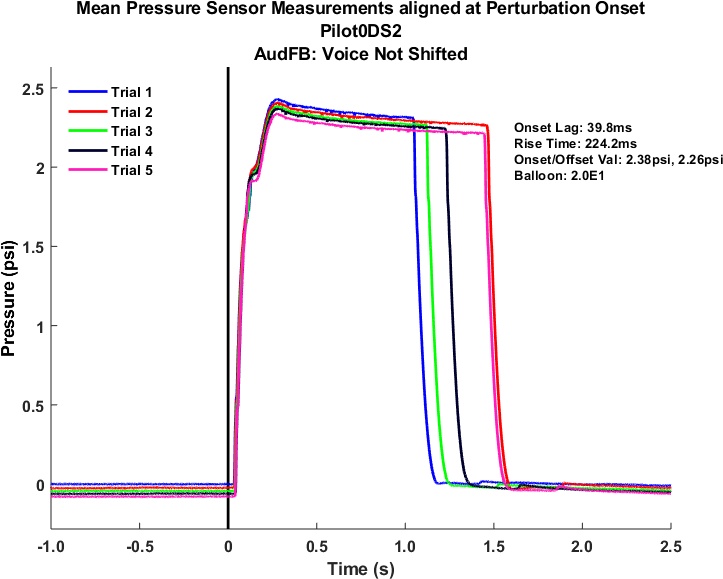 Mean Pressure Sensor Measurements aligned at Perturbation Onset
Pilot0DS2
AudFB: Voice Not Shifted
Trial 1
Trial 2
Trial 3
Trial 4
Trial 5
Onset Lag: 39.8ms
Rise Time: 224.2ms
Onset/Offset Val: 2.38psi, 2.26psi
Balloon: 2.0E1
Pressure (psi)
2.5
2
1.5
1
0.5
0
-1.0 -0.5 0 0.5 1.0 1.5 2.0 2.5
Time (s)